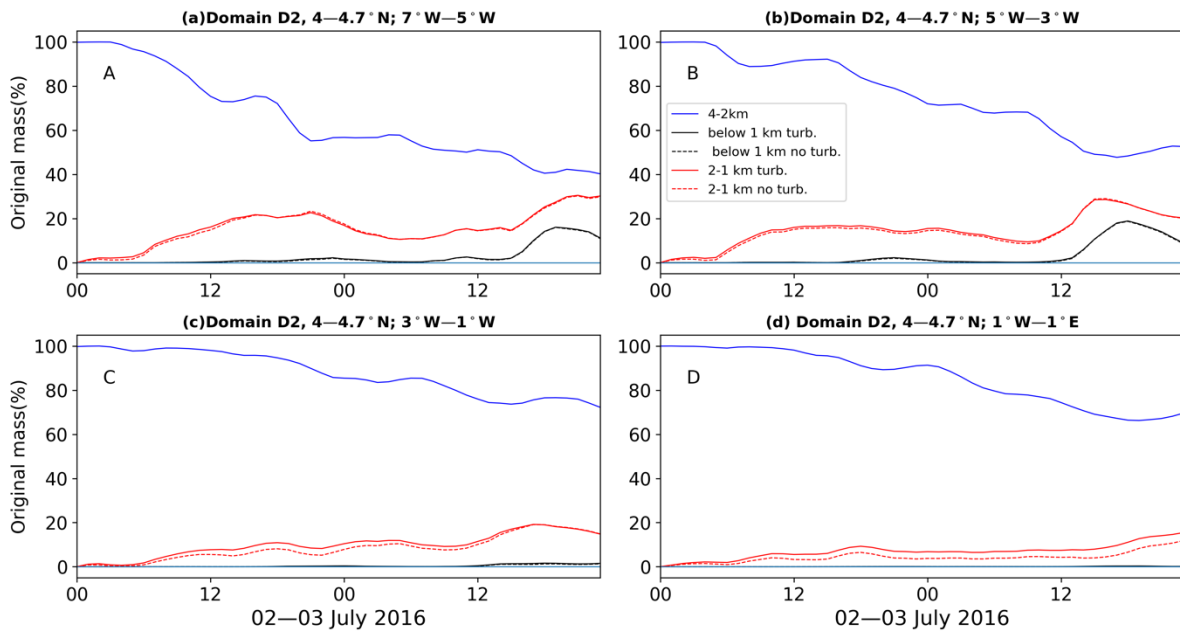 (a)Domain D2, 4—4.7°N; 7°W—5°W
Original mass(%)
100
80
60
40
20
0
A
00
12
00
12
(b)Domain D2, 4—4.7°N; 5°W—3°W
100
80
60
40
20
0
B
4-2km
below 1 km turb.
below 1 km no turb.
2-1 km turb.
2-1 km no turb.
00
12
00
12
(c)Domain D2, 4—4.7°N; 3°W—1°W
Original mass(%)
100
80
60
40
20
0
C
00
12
00
12
02—03 July 2016
(d) Domain D2, 4—4.7°N; 1°W—1°E
100
80
60
40
20
0
D
00
12
00
12
02—03 July 2016